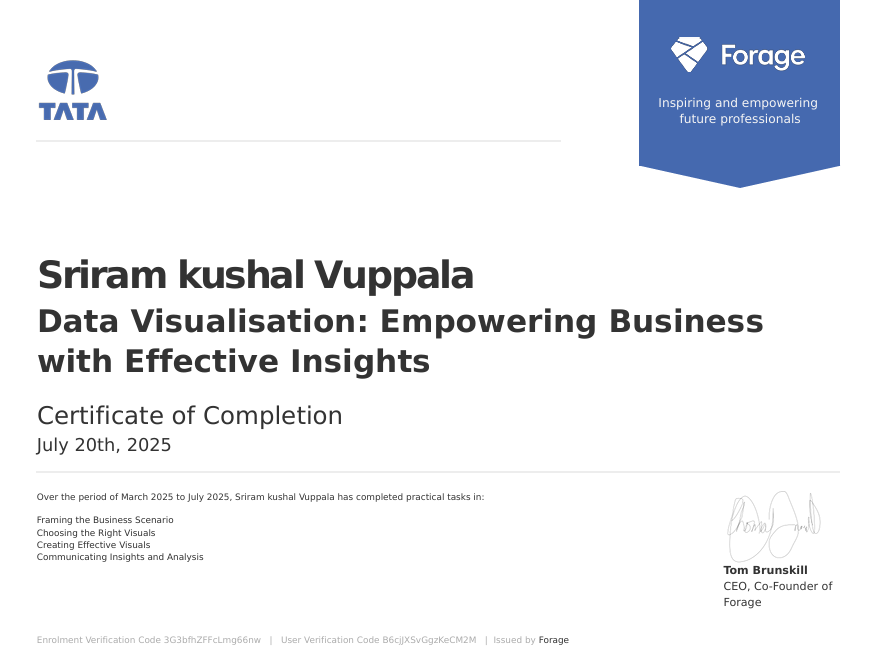 TATA
Forage
Inspiring and empowering
future professionals
Sriram kushal Vuppala
Data Visualisation: Empowering Business
with Effective Insights
Certificate of Completion
July 20th, 2025
Over the period of March 2025 to July 2025, Sriram kushal Vuppala has completed practical tasks in:
Framing the Business Scenario
Choosing the Right Visuals
Creating Effective Visuals
Communicating Insights and Analysis
Tom Brunskill
CEO, Co-Founder of
Forage
Enrolment Verification Code 3G3bfhZFFcLmg66nw | User Verification Code B6cjJXSvGgzKeCM2M | Issued by Forage